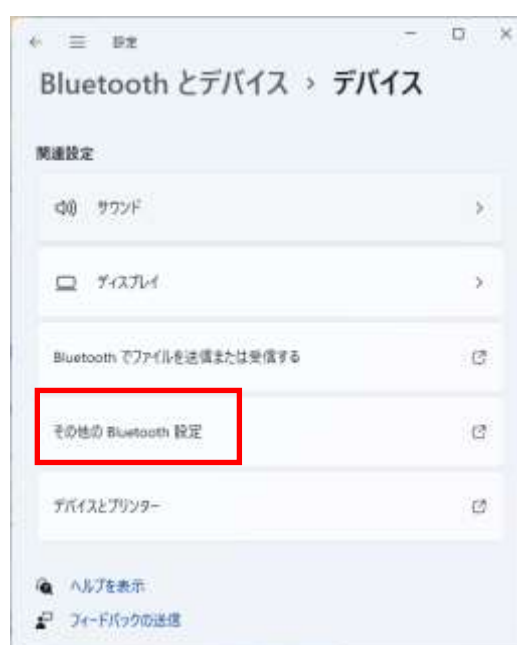 設定
Bluetooth とデバイス › デバイス
関連設定
サウンド
ディスプレイ
Bluetooth でファイルを送信または受信する
その他の Bluetooth 設定
デバイスとプリンター
ヘルプを表示
フィードバックの送信